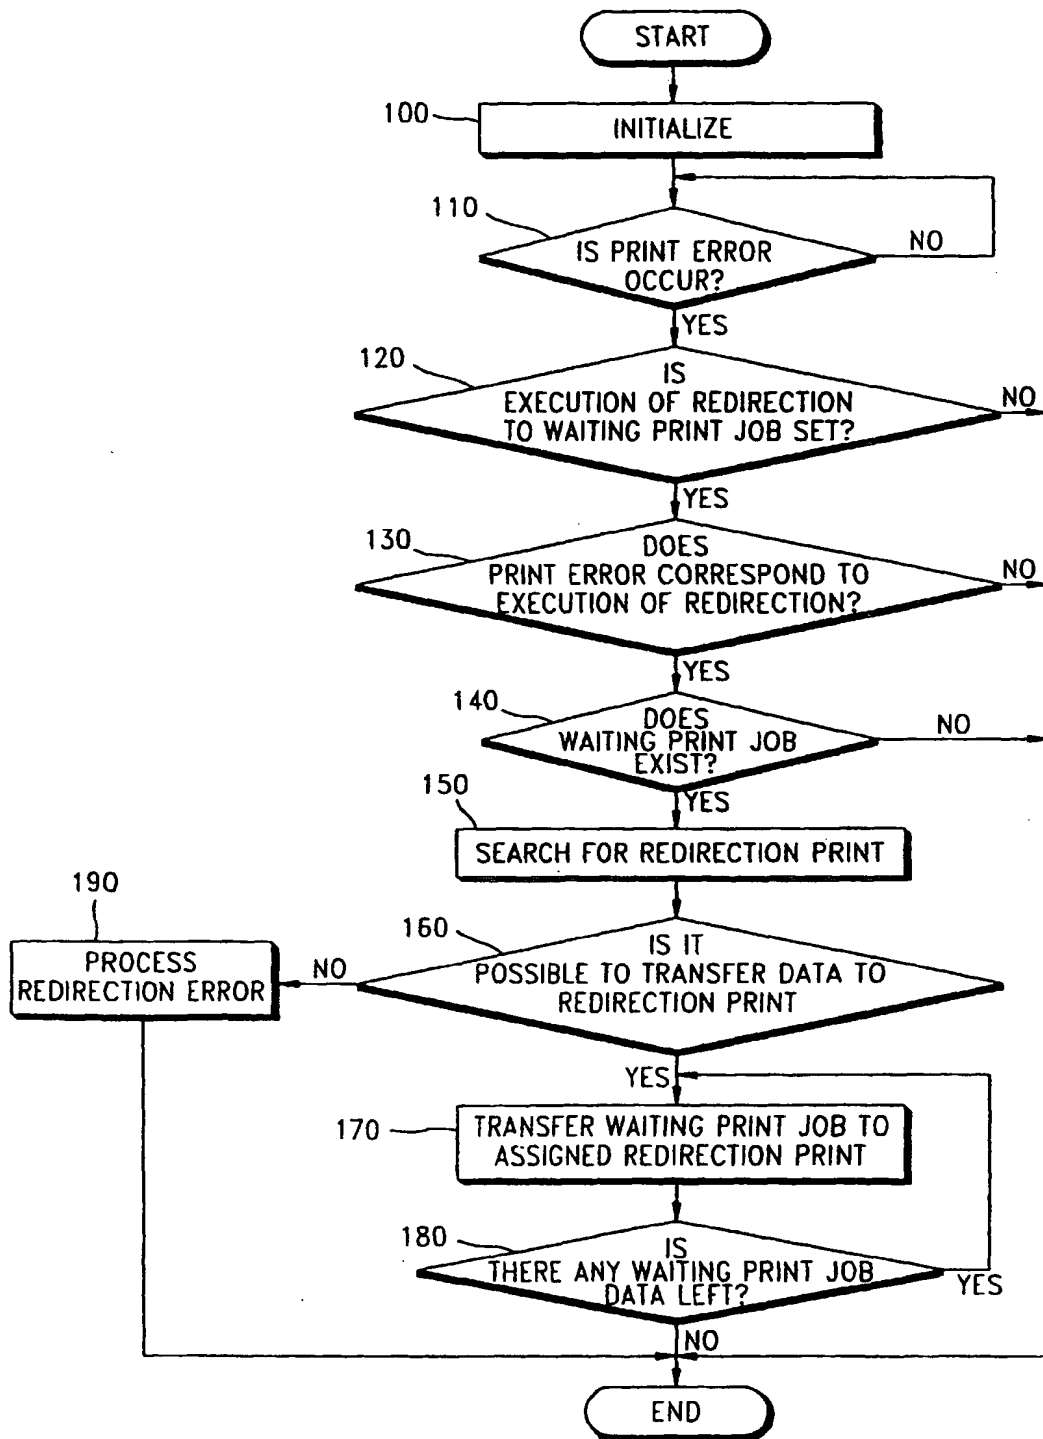 START
100
INITIALIZE
110
IS PRINT ERROR
OCCUR?
NO
YES
120
IS
EXECUTION OF REDIRECTION
TO WAITING PRINT JOB SET?
NO
YES
130
DOES
PRINT ERROR CORRESPOND TO
EXECUTION OF REDIRECTION?
NO
YES
140
DOES
WAITING PRINT JOB
EXIST?
NO
YES
150
SEARCH FOR REDIRECTION PRINT
160
IS IT
POSSIBLE TO TRANSFER DATA TO
REDIRECTION PRINT
NO
190
PROCESS
REDIRECTION ERROR
YES
170
TRANSFER WAITING PRINT JOB TO
ASSIGNED REDIRECTION PRINT
180
IS
THERE ANY WAITING PRINT JOB
DATA LEFT?
YES
NO
END